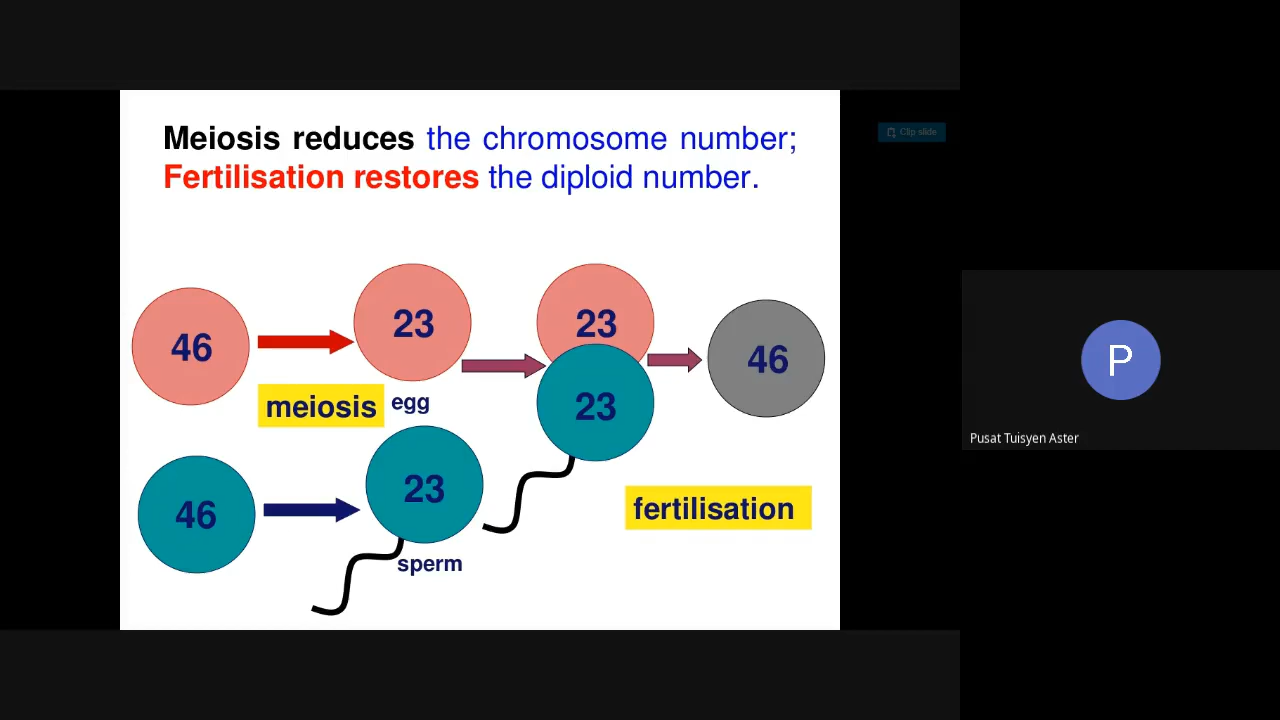 Meiosis reduces the chromosome number;
Fertilisation restores the diploid number.
Clip slide
46
23
23
46
meiosis
egg
23
46
23
fertilisation
sperm
P
Pusat Tuisyen Aster